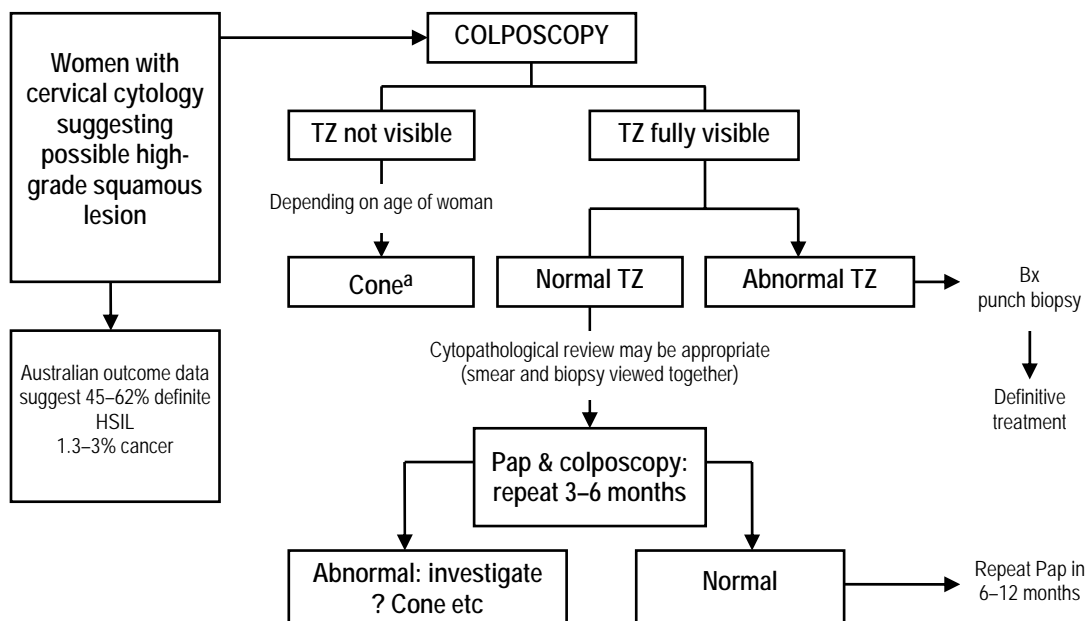 COLPOSCOPY
Women with
cervical cytology
suggesting
possible high-
grade squamous
lesion
TZ not visible
TZ fully visible
Depending on age of woman
Coneᵃ
Normal TZ
Abnormal TZ
Bx
punch biopsy
Cytopathological review may be appropriate
(smear and biopsy viewed together)
Definitive
treatment
Australian outcome data
suggest 45–62% definite
HSIL
1.3–3% cancer
Pap & colposcopy:
repeat 3–6 months
Abnormal: investigate
? Cone etc
Normal
Repeat Pap in
6–12 months